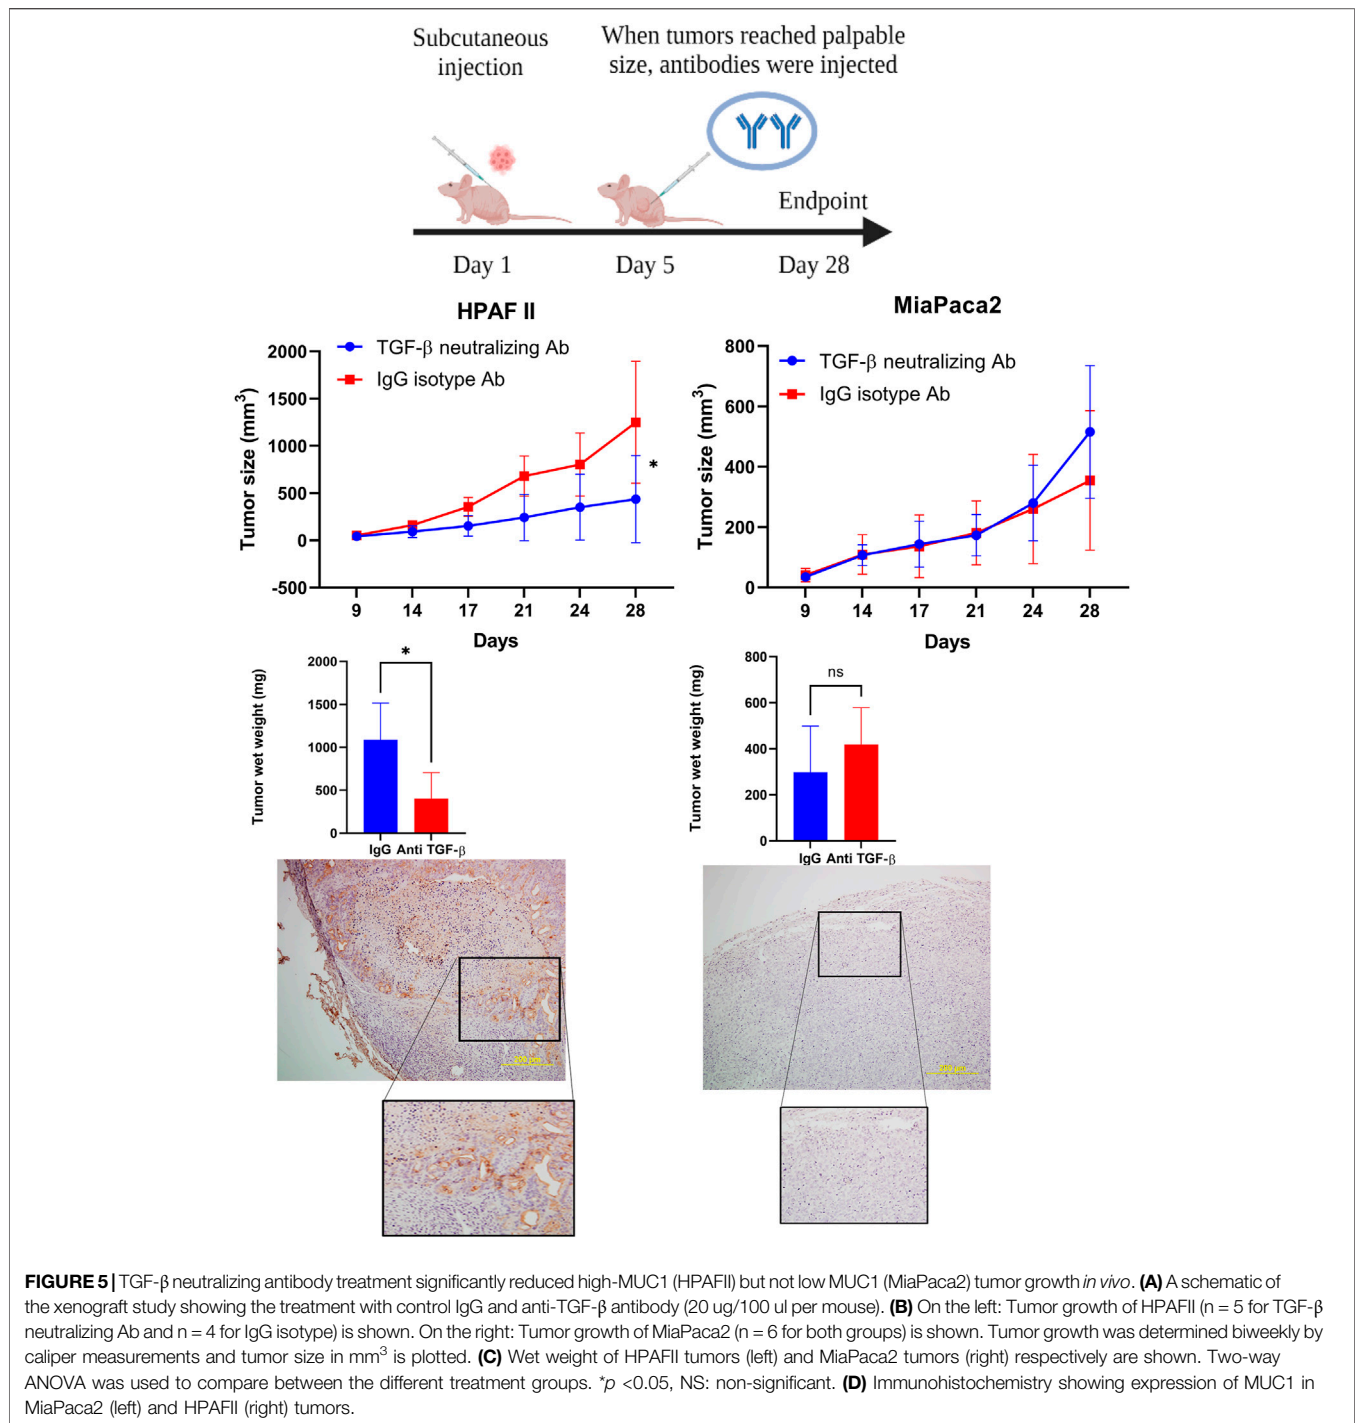 Subcutaneous
injection
When tumors reached palpable
size, antibodies were injected
Endpoint
Day 1
Day 5
Day 28
HPAF II
TGF-β neutralizing Ab
IgG isotype Ab
Tumor size (mm³)
2000
1500
1000
500
0
-500
*
9 14 17 21 24 28
Days
MiaPaca2
TGF-β neutralizing Ab
IgG isotype Ab
Tumor size (mm³)
800
600
400
200
0
9 14 17 21 24 28
Days
Tumor wet weight (mg)
2000
1500
1000
500
0
*
IgG Anti TGF-β
Tumor wet weight (mg)
800
600
400
200
0
ns
IgG Anti TGF-β
200 µm
200 µm
FIGURE 5 | TGF-β neutralizing antibody treatment significantly reduced high-MUC1 (HPAFII) but not low MUC1 (MiaPaca2) tumor growth in vivo. (A) A schematic of
the xenograft study showing the treatment with control IgG and anti-TGF-β antibody (20 ug/100 ul per mouse). (B) On the left: Tumor growth of HPAFII (n = 5 for TGF-β
neutralizing Ab and n = 4 for IgG isotype) is shown. On the right: Tumor growth of MiaPaca2 (n = 6 for both groups) is shown. Tumor growth was determined biweekly by
caliper measurements and tumor size in mm³ is plotted. (C) Wet weight of HPAFII tumors (left) and MiaPaca2 tumors (right) respectively are shown. Two-way
ANOVA was used to compare between the different treatment groups. *p <0.05, NS: non-significant. (D) Immunohistochemistry showing expression of MUC1 in
MiaPaca2 (left) and HPAFII (right) tumors.